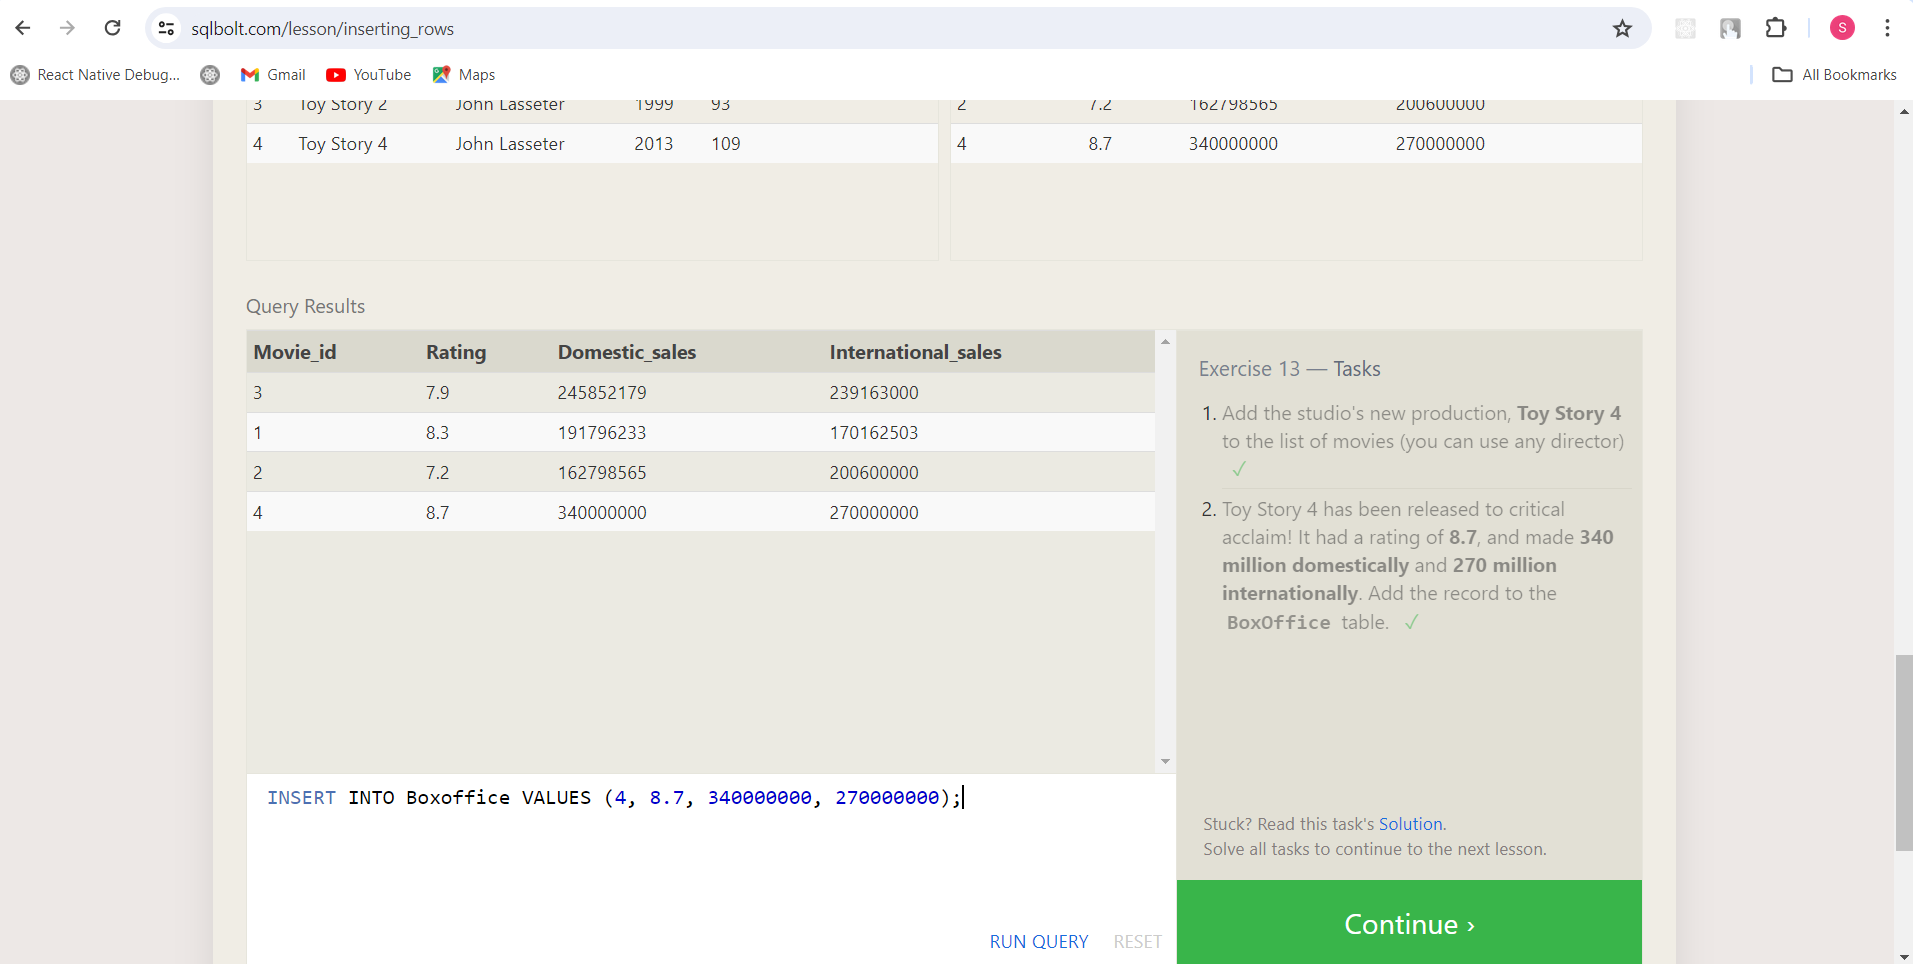 sqlbolt.com/lesson/inserting_rows
S
React Native Debug...
Gmail
YouTube
Maps
All Bookmarks
3 Toy Story 2 John Lasseter 1999 93
4 Toy Story 4 John Lasseter 2013 109
2 7.2 162798565 200600000
4 8.7 340000000 270000000
Query Results
Movie_id Rating Domestic_sales International_sales
3 7.9 245852179 239163000
1 8.3 191796233 170162503
2 7.2 162798565 200600000
4 8.7 340000000 270000000
INSERT INTO Boxoffice VALUES (4, 8.7, 340000000, 270000000);
RUN QUERY RESET
Exercise 13 — Tasks
1. Add the studio's new production, Toy Story 4
to the list of movies (you can use any director)
✓
2. Toy Story 4 has been released to critical
acclaim! It had a rating of 8.7, and made 340
million domestically and 270 million
internationally. Add the record to the
BoxOffice table. ✓
Stuck? Read this task's Solution.
Solve all tasks to continue to the next lesson.
Continue ›